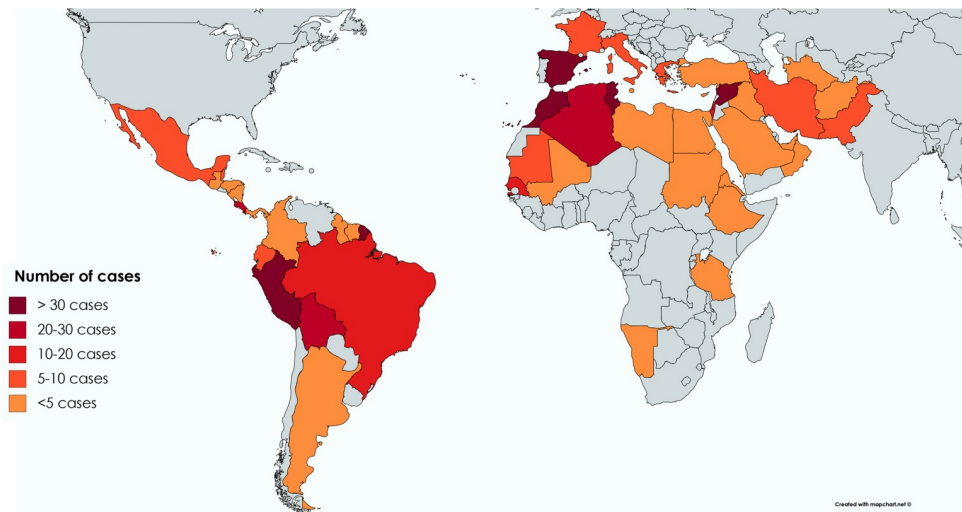 Number of cases
> 30 cases
20-30 cases
10-20 cases
5-10 cases
<5 cases
Created with mapchart.net ©